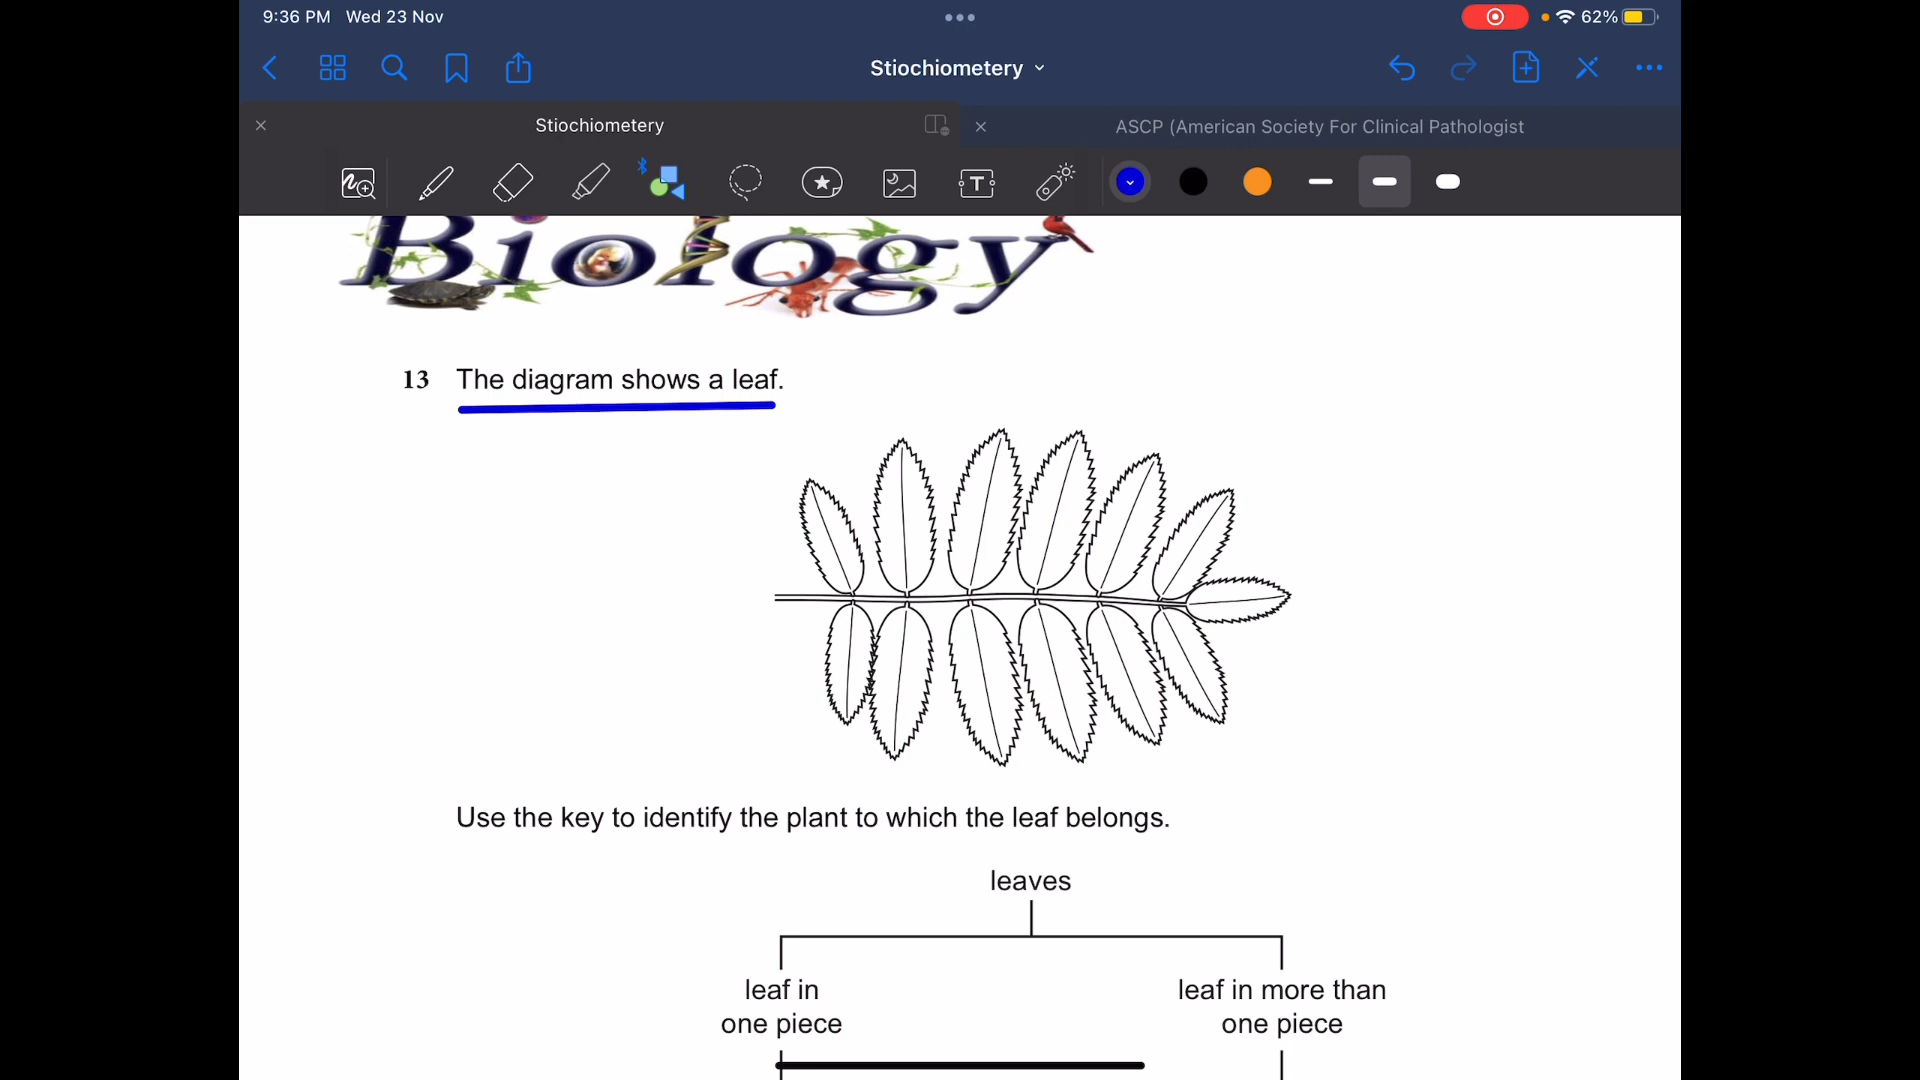 9:36 PM Wed 23 Nov
62%
Stiochiometery
Stiochiometery
ASCP (American Society For Clinical Pathologist
T
Biology
13 The diagram shows a leaf.
Use the key to identify the plant to which the leaf belongs.
leaves
leaf in
one piece
leaf in more than
one piece